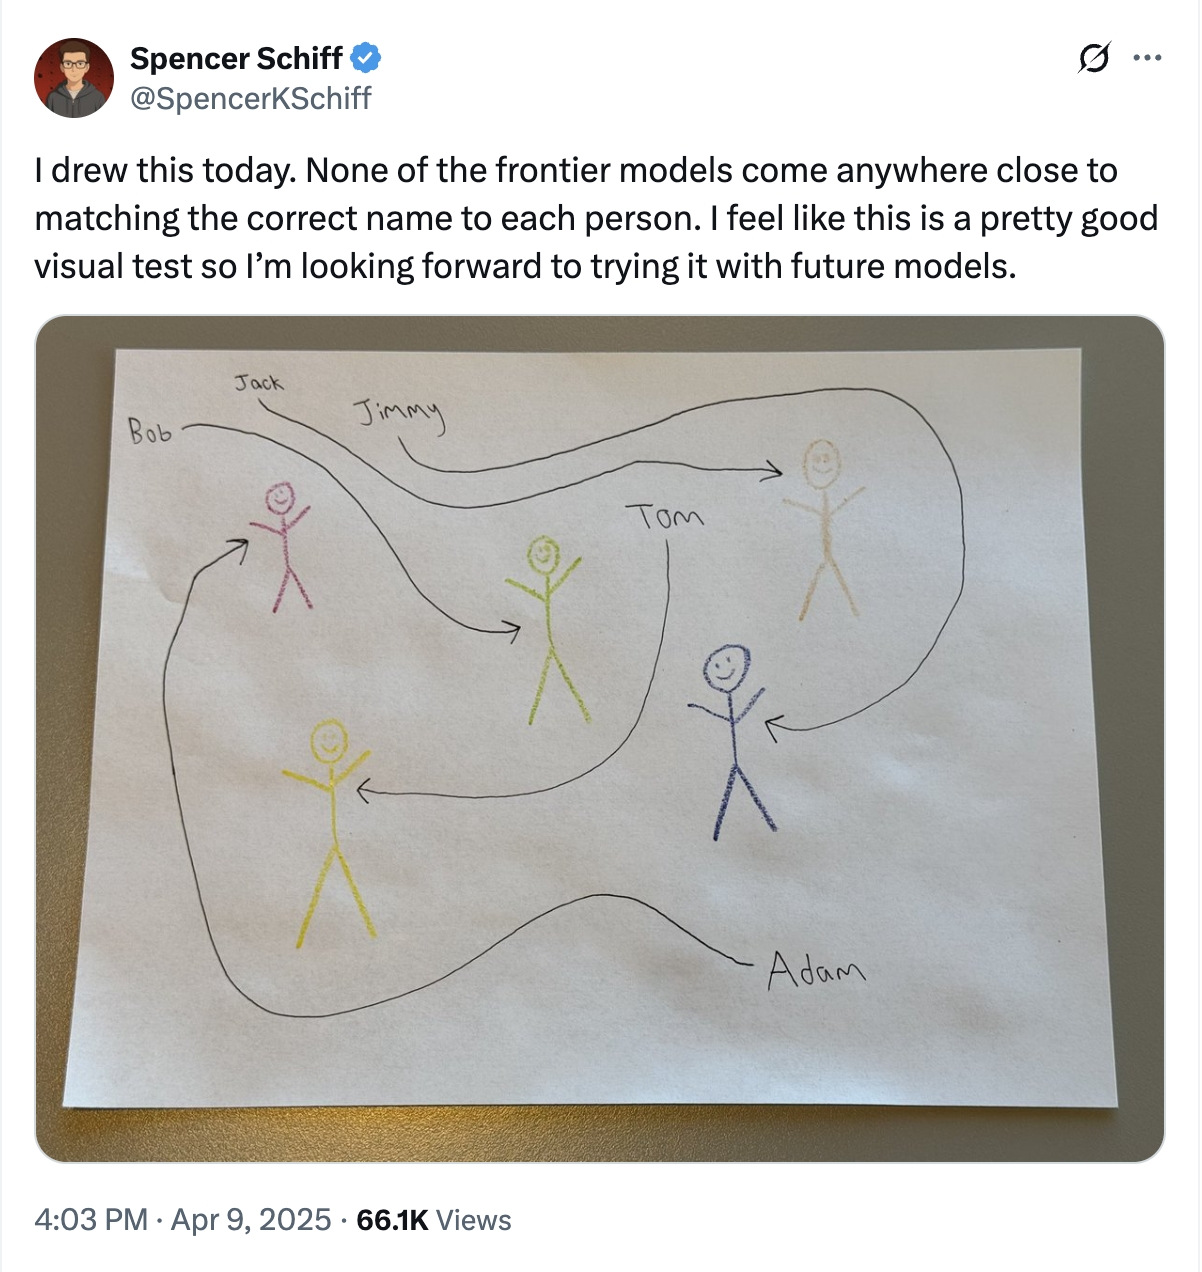 Spencer Schiff
@SpencerKSchiff
I drew this today. None of the frontier models come anywhere close to
matching the correct name to each person. I feel like this is a pretty good
visual test so I’m looking forward to trying it with future models.
Jack
Jimmy
Bob
Tom
Adam
4:03 PM · Apr 9, 2025 · 66.1K Views